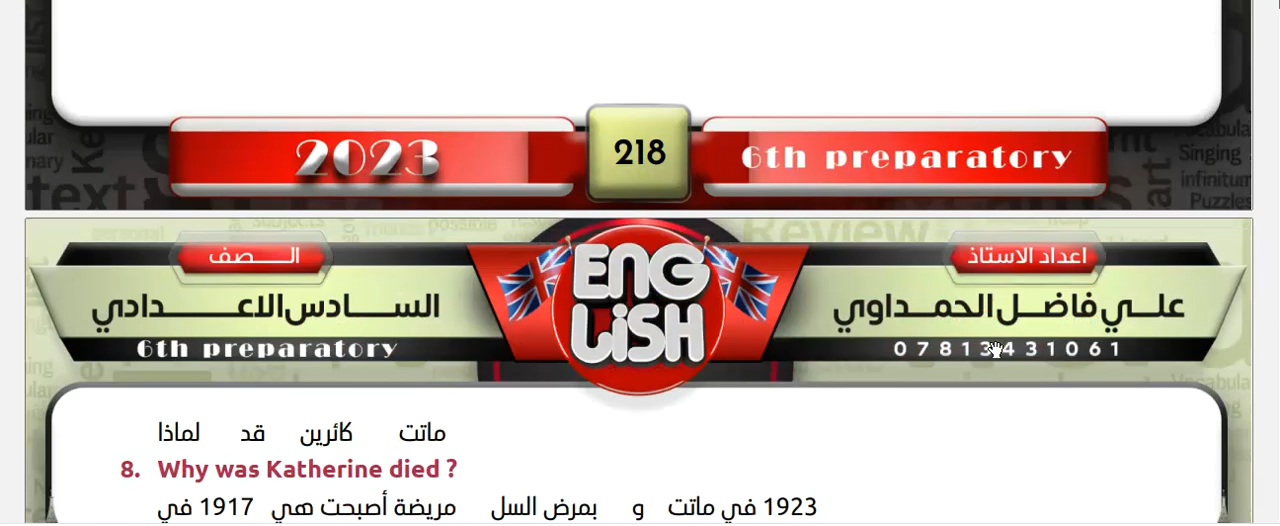 2023
218
6th preparatory
الصف
اعداد الاستاذ
ENG
LiSH
السادس الاعدادي
علي فاضل الحمداوي
6th preparatory
لماذا قد كاثرين ماتت
8. Why was Katherine died ?
في 1917 مريضة أصبحت هي بمرض السل و في ماتت 1923